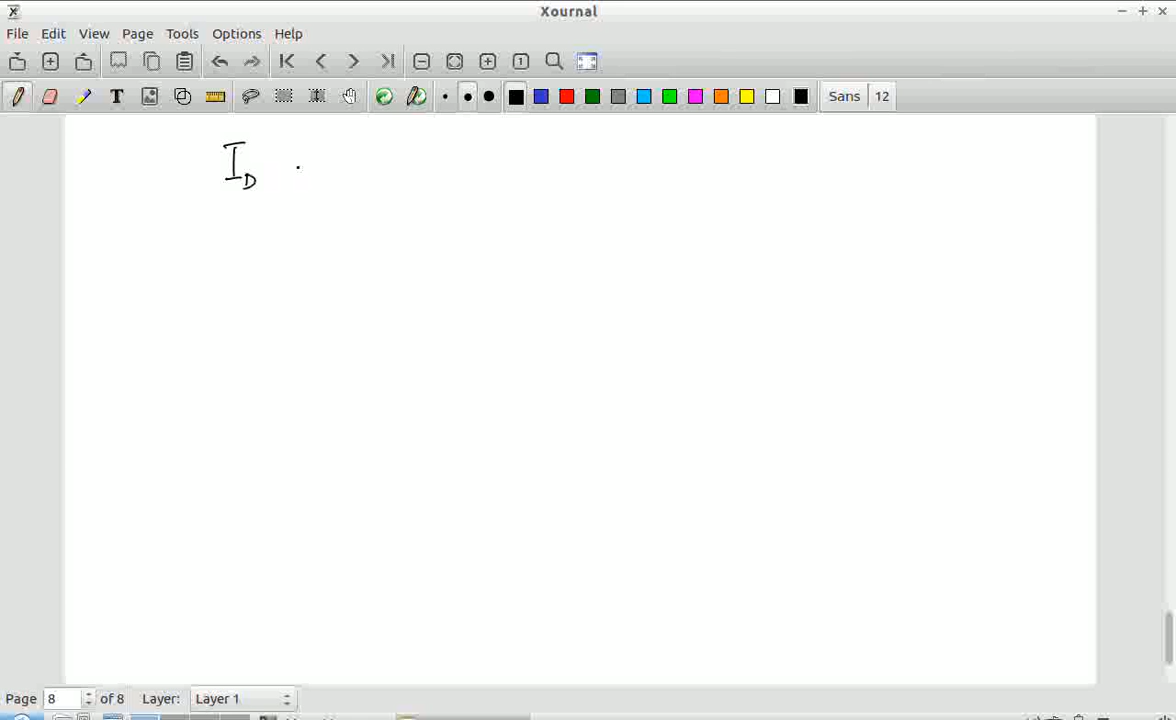 Xournal
File Edit View Page Tools Options Help
Sans 12
I_D .
Page 8 of 8 Layer: Layer 1